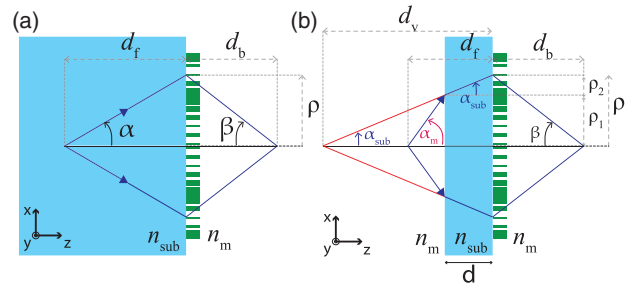 (a)
d_f
d_b
ρ
α
β
x
y
z
n_sub
n_m
(b)
d_v
d_f
d_b
ρ_2
ρ
ρ_1
α_sub
α_sub
α_m
β
x
y
z
n_m
n_sub
n_m
d